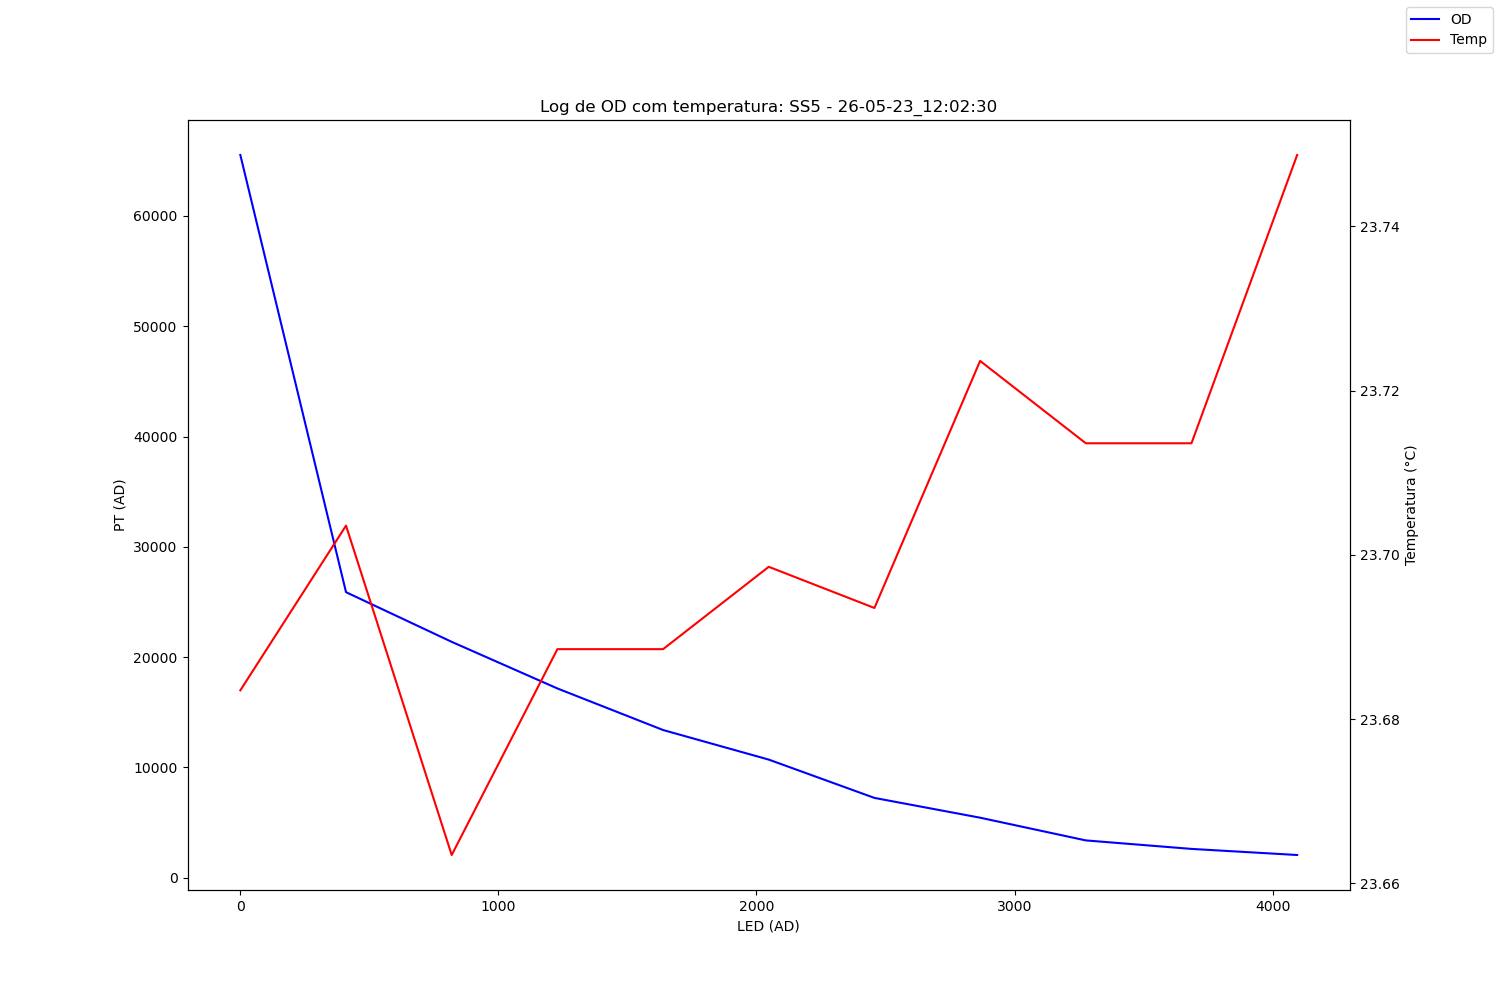 OD
Temp
Log de OD com temperatura: SS5 - 26-05-23_12:02:30
60000
50000
40000
30000
20000
10000
0
PT (AD)
23.74
23.72
23.70
23.68
23.66
Temperatura (°C)
0 1000 2000 3000 4000
LED (AD)